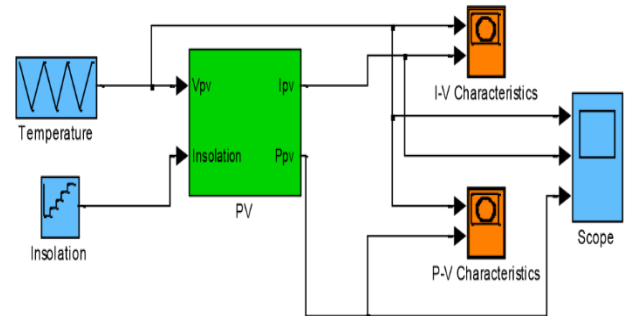 I-V Characteristics
Vpv
Ipv
Temperature
Insolation
Ppv
PV
Insolation
P-V Characteristics
Scope